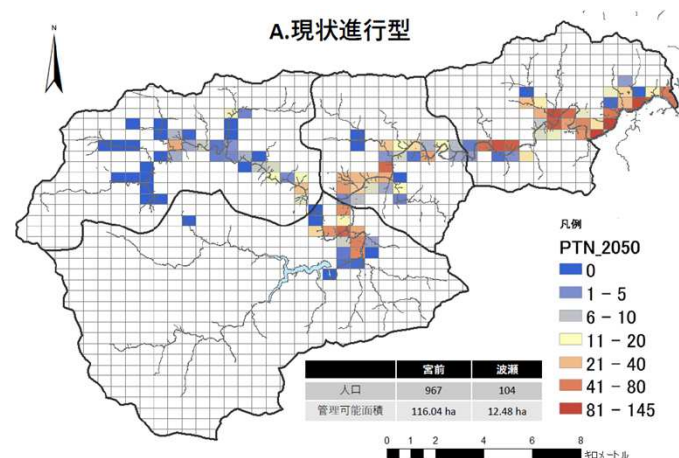 A.現状進行型
N
凡例
PTN_2050
0
1 – 5
6 – 10
11 – 20
21 – 40
41 – 80
81 – 145
宮前 波瀬
人口 967 104
管理可能面積 116.04 ha 12.48 ha
0 2 4 6 8
キロメートル